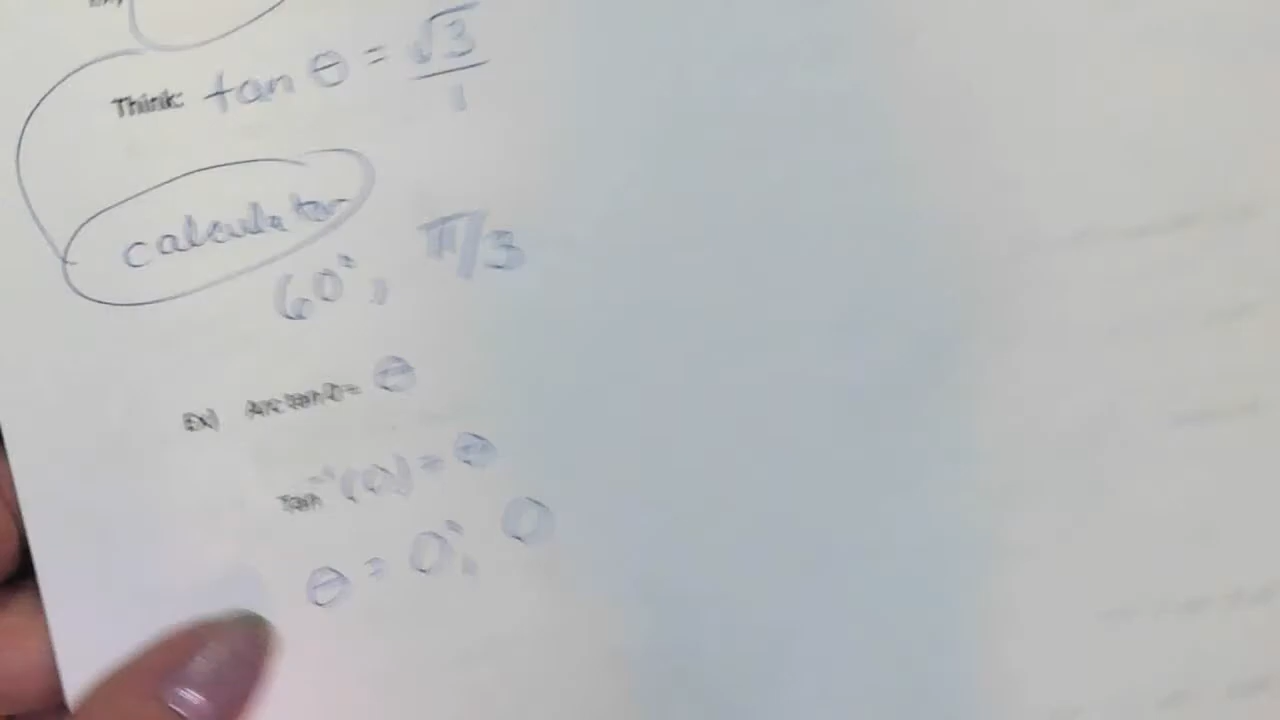 Think: tan θ = √3/1
calculator
60°, π/3
Ex) Arctan 0 = θ
Tan⁻¹(0) = θ
θ = 0°, 0